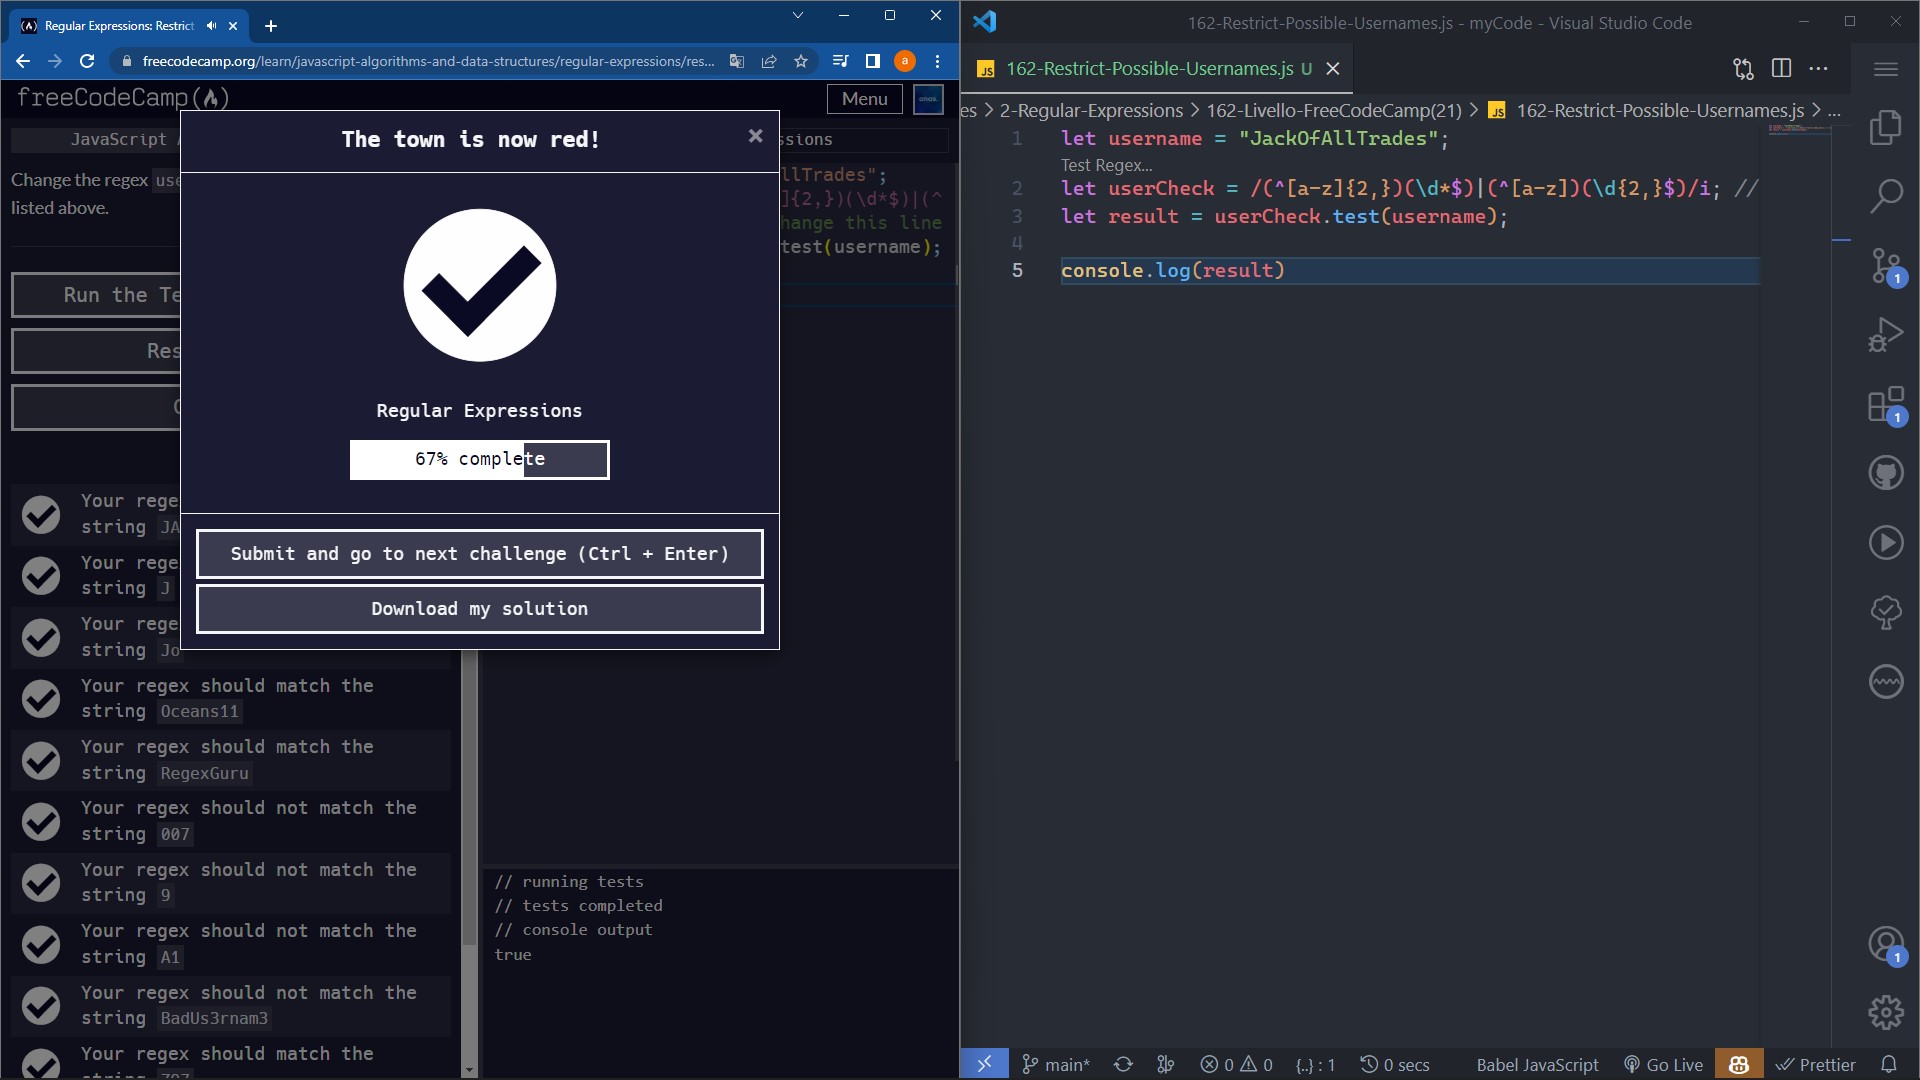 Regular Expressions: Restrict
freecodecamp.org/learn/javascript-algorithms-and-data-structures/regular-expressions/res...
a
freeCodeCamp(🔥)
Menu
JavaScript A
ssions
Change the regex use
listed above.
Run the Te
Res
The town is now red!
×
Regular Expressions
67% complete
Submit and go to next challenge (Ctrl + Enter)
Download my solution
llTrades";
]{2,})(\d*$)|(^
hange this line
test(username);
Your rege
string JA
Your rege
string J
Your rege
string Jo
Your regex should match the
string Oceans11
Your regex should match the
string RegexGuru
Your regex should not match the
string 007
Your regex should not match the
string 9
Your regex should not match the
string A1
Your regex should not match the
string BadUs3rnam3
Your regex should match the
string
// running tests
// tests completed
// console output
true
162-Restrict-Possible-Usernames.js - myCode - Visual Studio Code
JS 162-Restrict-Possible-Usernames.js U
es > 2-Regular-Expressions > 162-Livello-FreeCodeCamp(21) > JS 162-Restrict-Possible-Usernames.js > ...
1 let username = "JackOfAllTrades";
Test Regex...
2 let userCheck = /(^[a-z]{2,})(\d*$)|(^[a-z])(\d{2,}$)/i; //
3 let result = userCheck.test(username);
4
5 console.log(result)
1
1
1
main* 0 0 {..} : 1 0 secs Babel JavaScript Go Live Prettier